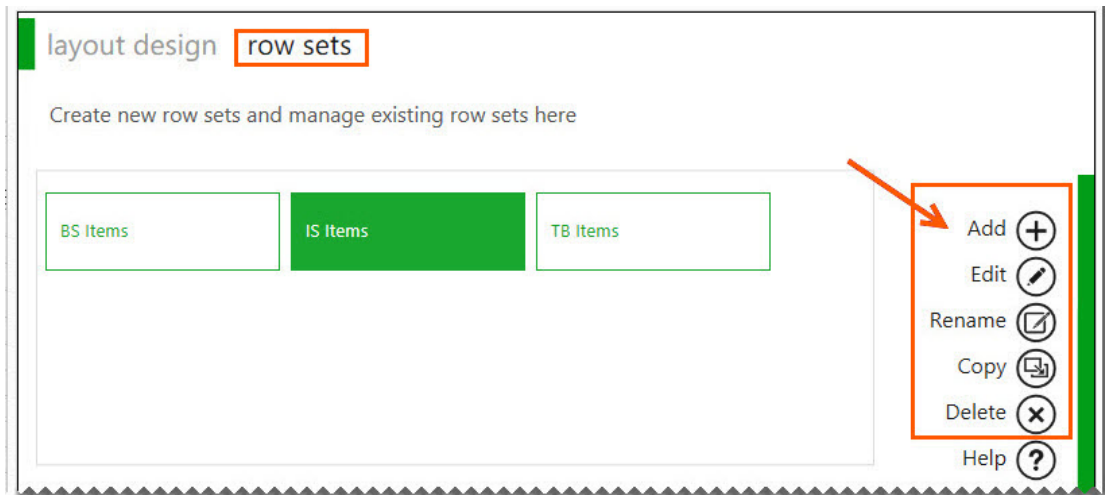 layout design row sets
Create new row sets and manage existing row sets here
BS Items IS Items TB Items
Add
Edit
Rename
Copy
Delete
Help